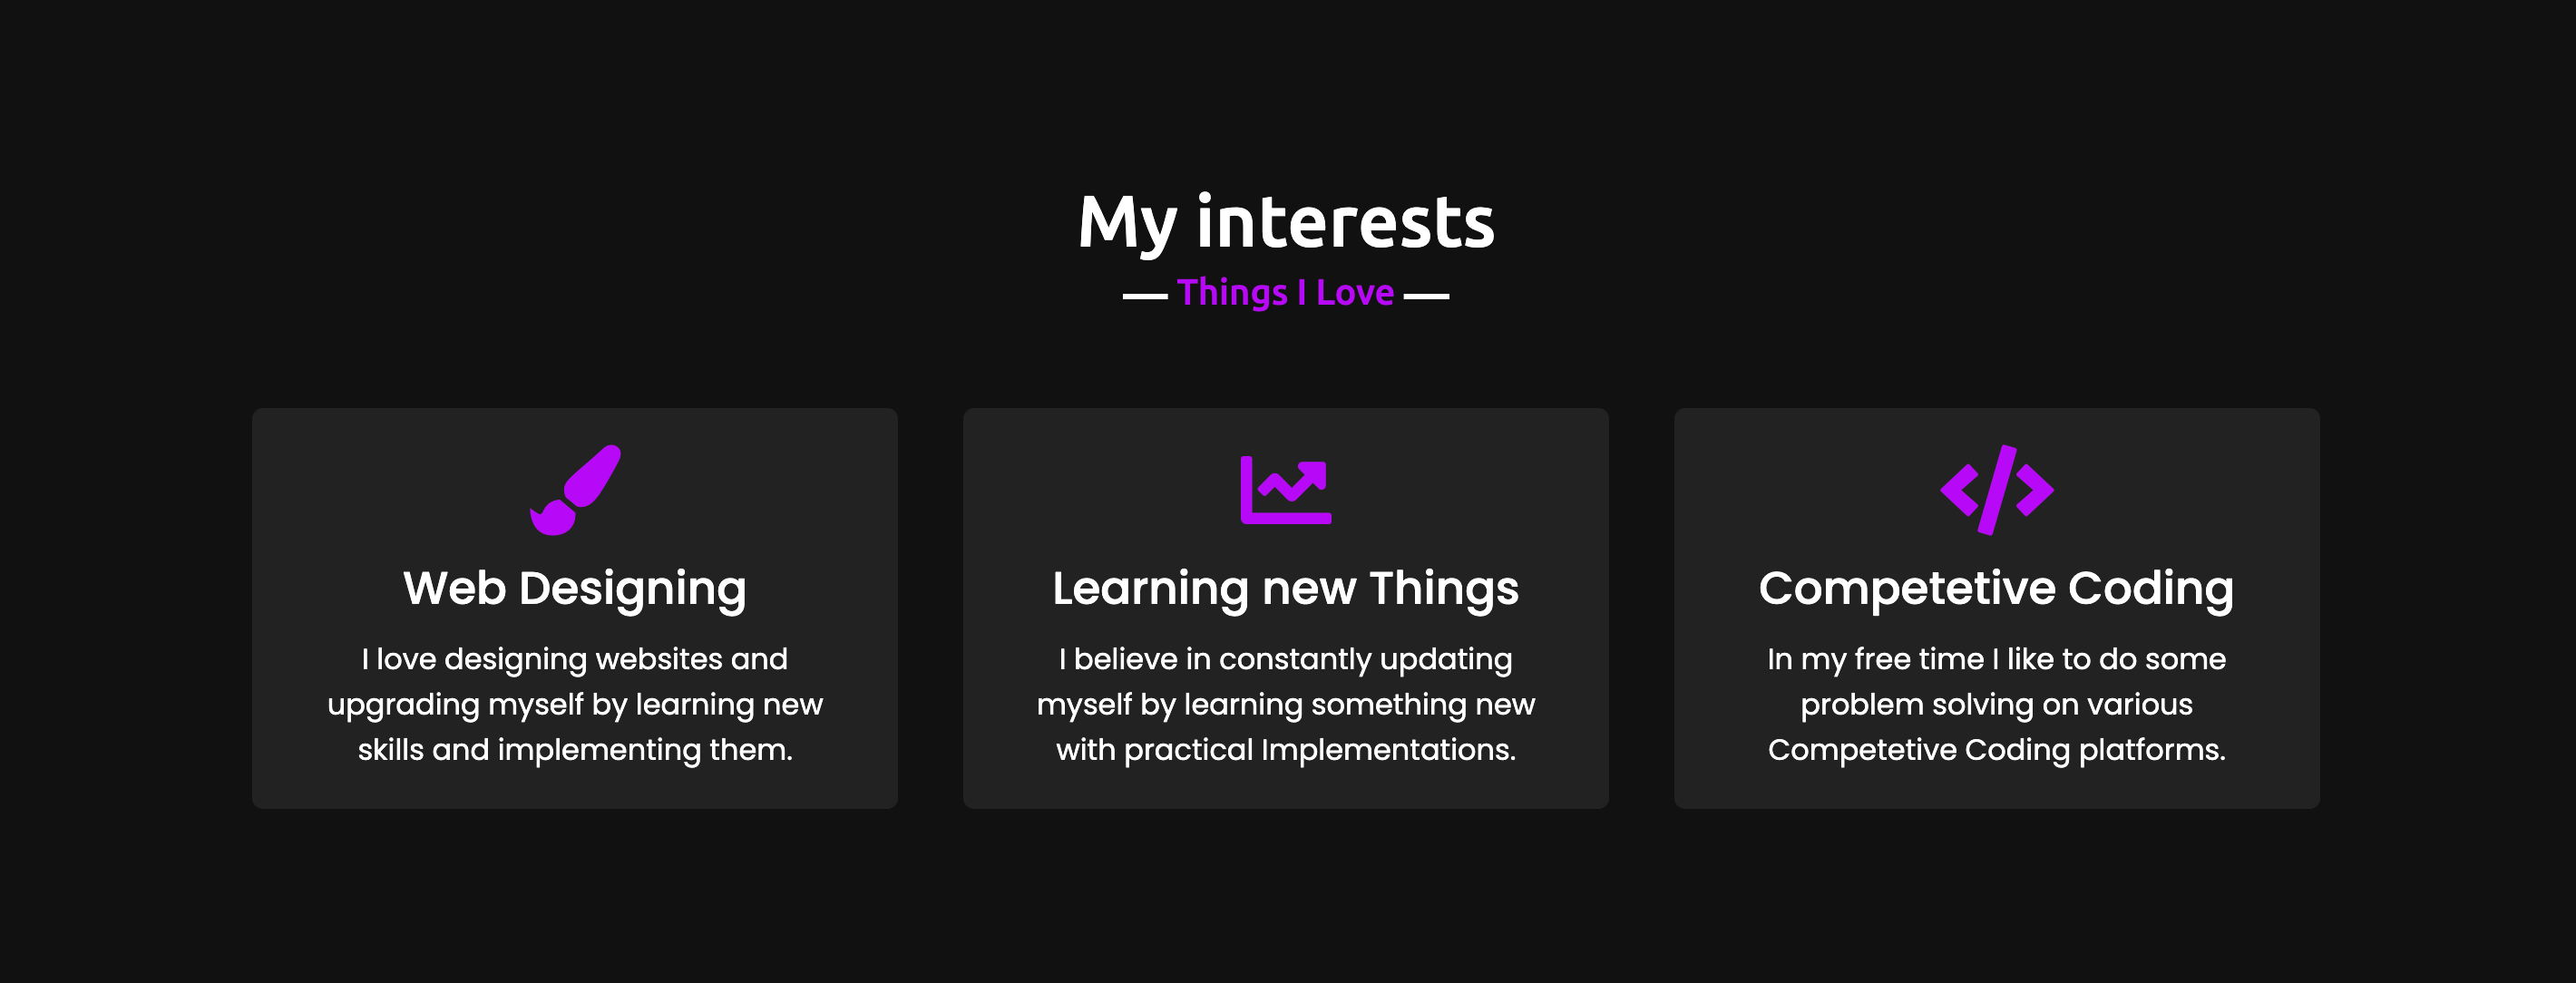 My interests
Things I Love
Web Designing
I love designing websites and
upgrading myself by learning new
skills and implementing them.
Learning new Things
I believe in constantly updating
myself by learning something new
with practical Implementations.
Competetive Coding
In my free time I like to do some
problem solving on various
Competetive Coding platforms.